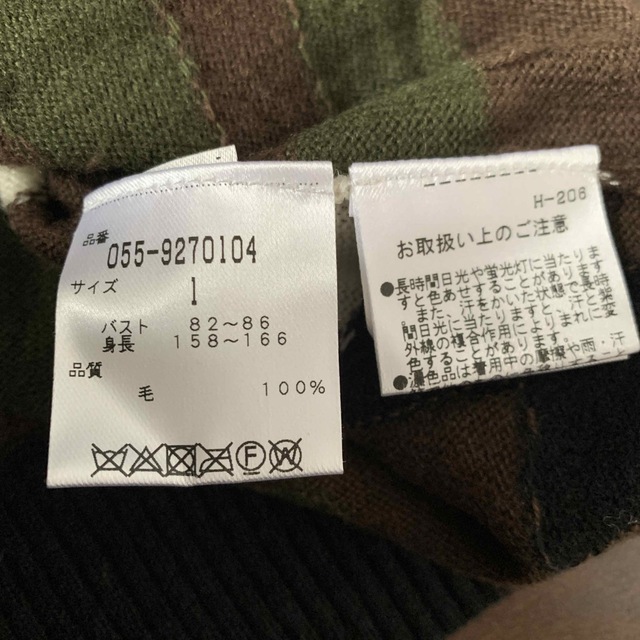 品番
055-9270104
サイズ
1
バスト 82～86
身長 158～166
品質
毛 100%
F W
H-206
お取扱い上のご注意
●長時間日光や蛍光灯に当たりま
すと色あせすることがあります
また、汗をかいた状態で長時
間日光に当たりますと、汗と紫
外線の複合作用によりまれに変
色することがあります。
●濃色品は着用中の摩擦や雨・汗